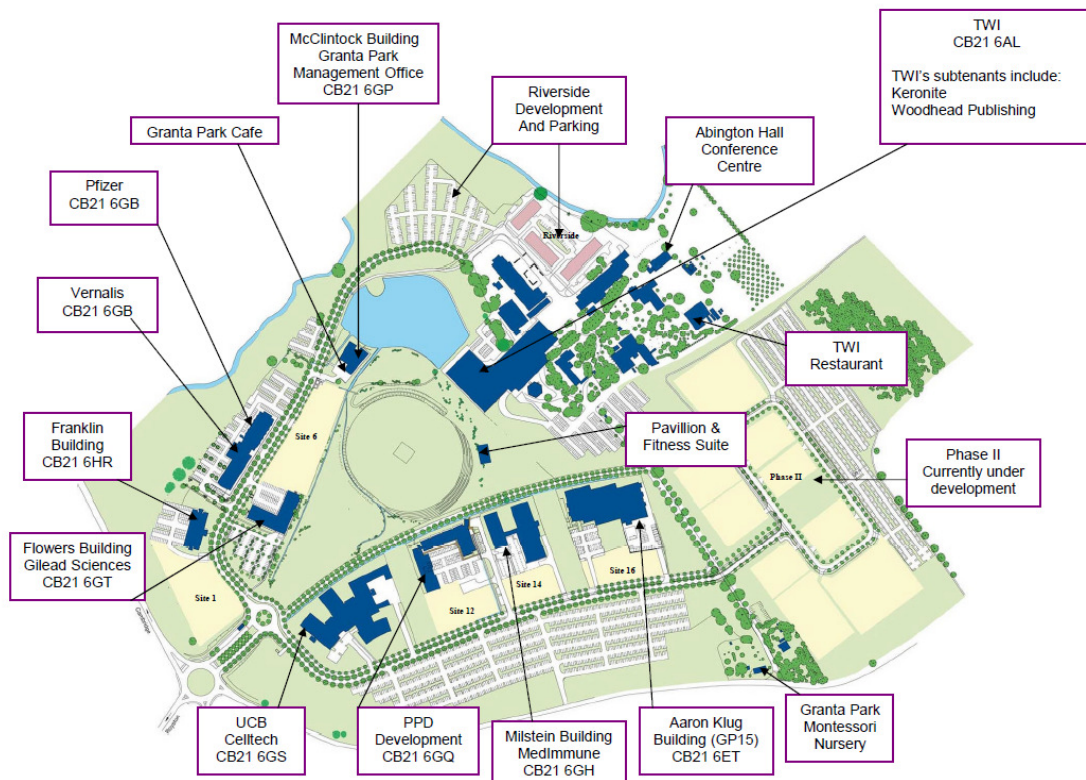 McClintock Building
Granta Park
Management Office
CB21 6GP
TWI
CB21 6AL
TWI's subtenants include:
Keronite
Woodhead Publishing
Riverside
Development
And Parking
Granta Park Cafe
Abington Hall
Conference
Centre
Pfizer
CB21 6GB
Riverside
Vernalis
CB21 6GB
TWI
Restaurant
Franklin
Building
CB21 6HR
Site 6
Pavillion &
Fitness Suite
Phase II
Phase II
Currently under
development
Flowers Building
Gilead Sciences
CB21 6GT
Site 1
Site 12
Site 14
Site 16
Royston
UCB
Celltech
CB21 6GS
PPD
Development
CB21 6GQ
Milstein Building
MedImmune
CB21 6GH
Aaron Klug
Building (GP15)
CB21 6ET
Granta Park
Montessori
Nursery